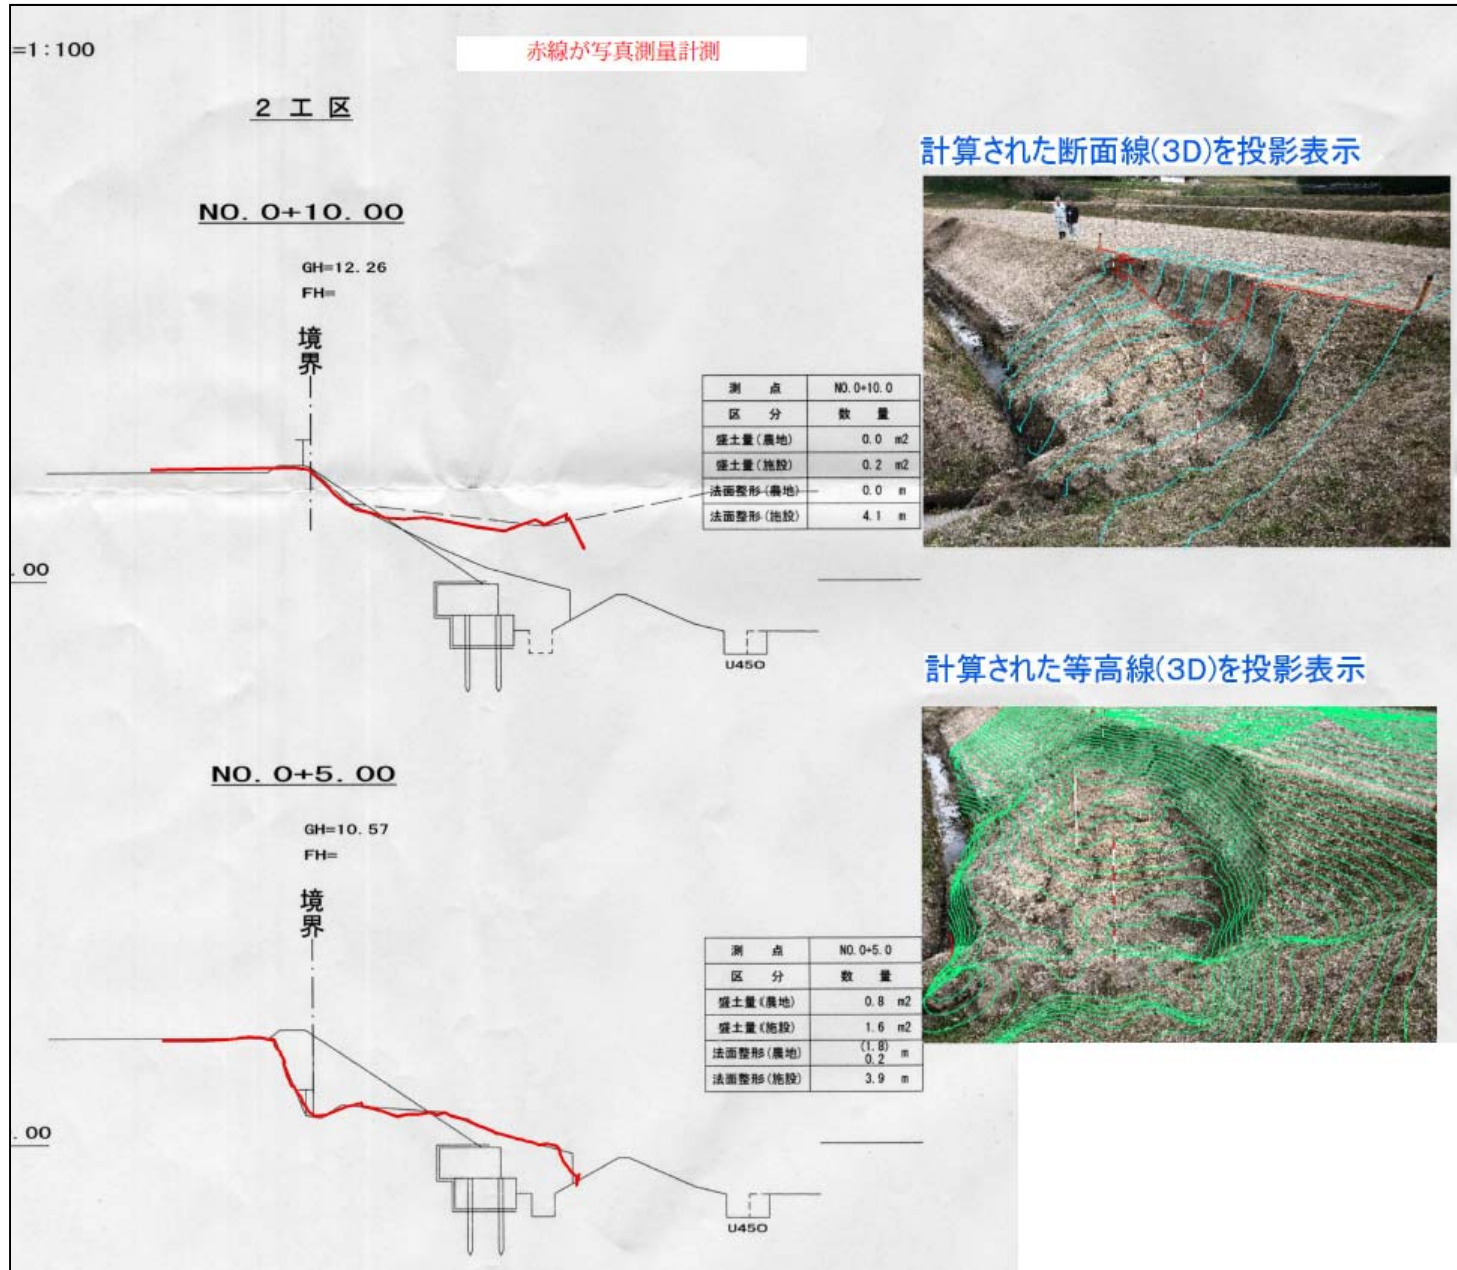 =1:100
赤線が写真測量計測
2 工 区
計算された断面線(3D)を投影表示
NO. 0+10. 00
GH=12. 26
FH=
境界
測 点 NO. 0+10. 0
区 分 数 量
盛土量(農地) 0. 0 m2
盛土量(施設) 0. 2 m2
法面整形(農地) 0. 0 m
法面整形(施設) 4. 1 m
. 00
U450
計算された等高線(3D)を投影表示
NO. 0+5. 00
GH=10. 57
FH=
境界
測 点 NO. 0+5. 0
区 分 数 量
盛土量(農地) 0. 8 m2
盛土量(施設) 1. 6 m2
法面整形(農地) (1. 8) 0. 2 m
法面整形(施設) 3. 9 m
. 00
U450